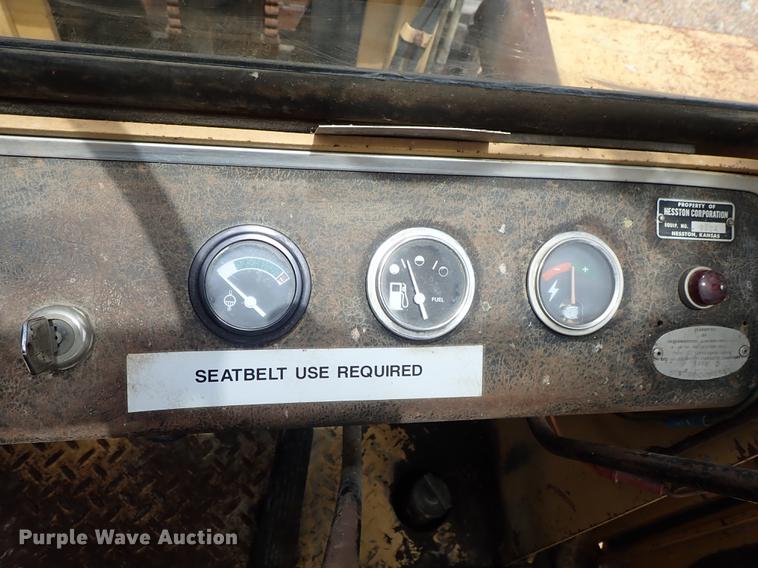 PROPERTY OF
HESSTON CORPORATION
EQUIP. NO.
HESSTON, KANSAS
FUEL
SEATBELT USE REQUIRED
Purple Wave Auction